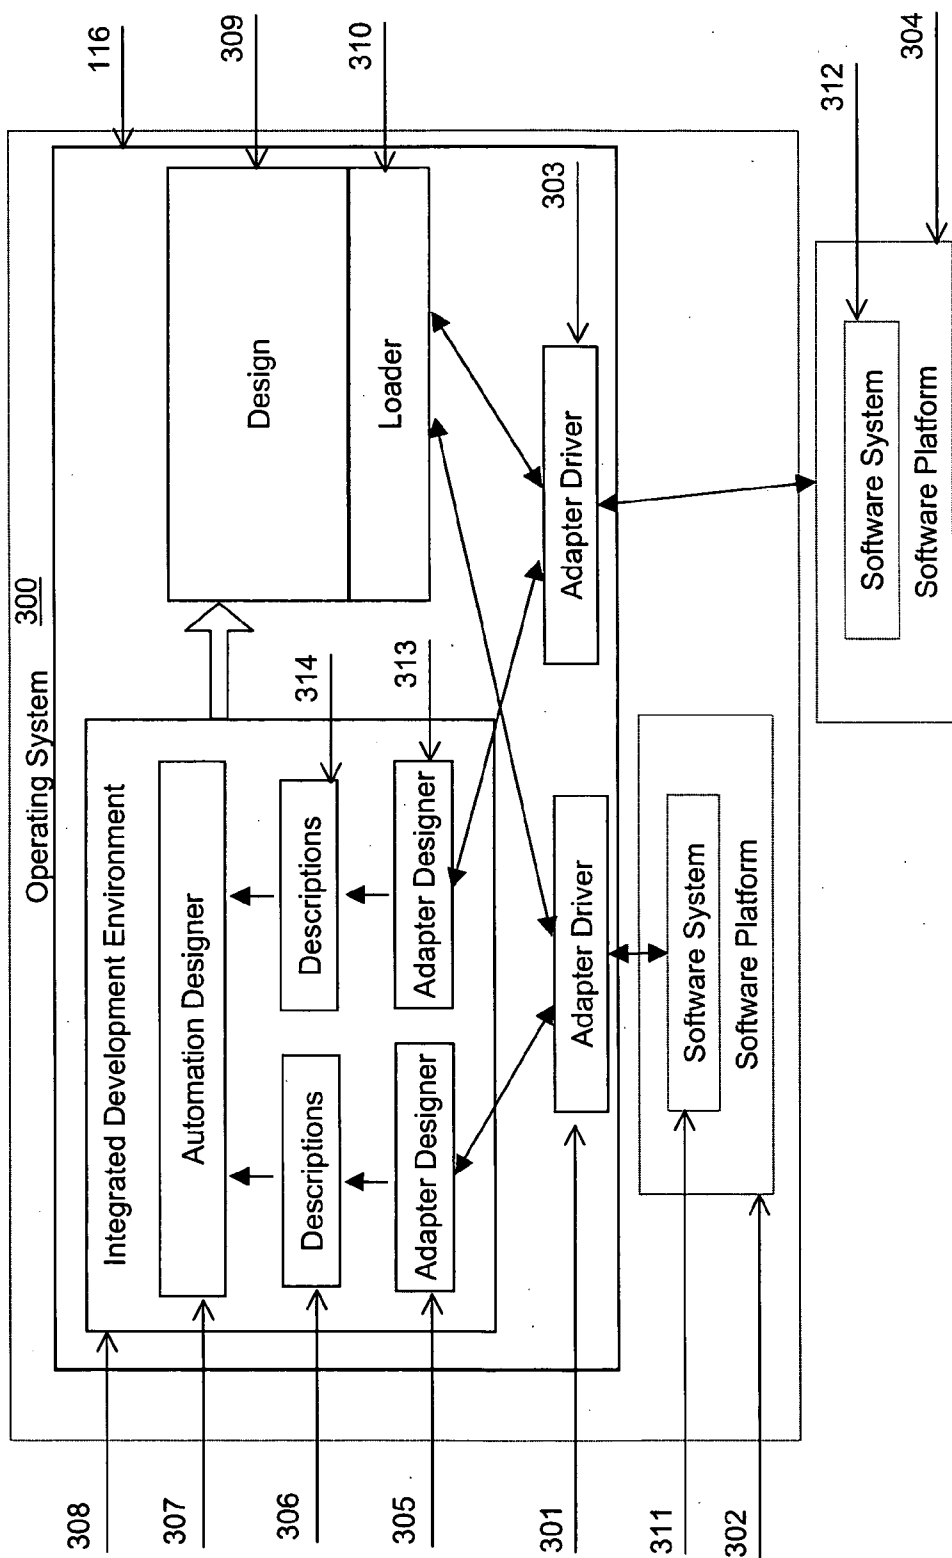 Operating System
300
116
309
310
Integrated Development Environment
Design
Automation Designer
Loader
314
Descriptions
Descriptions
313
303
Adapter Designer
Adapter Designer
Adapter Driver
Adapter Driver
312
304
Software System
Software Platform
Software System
Software Platform
308
307
306
305
301
311
302